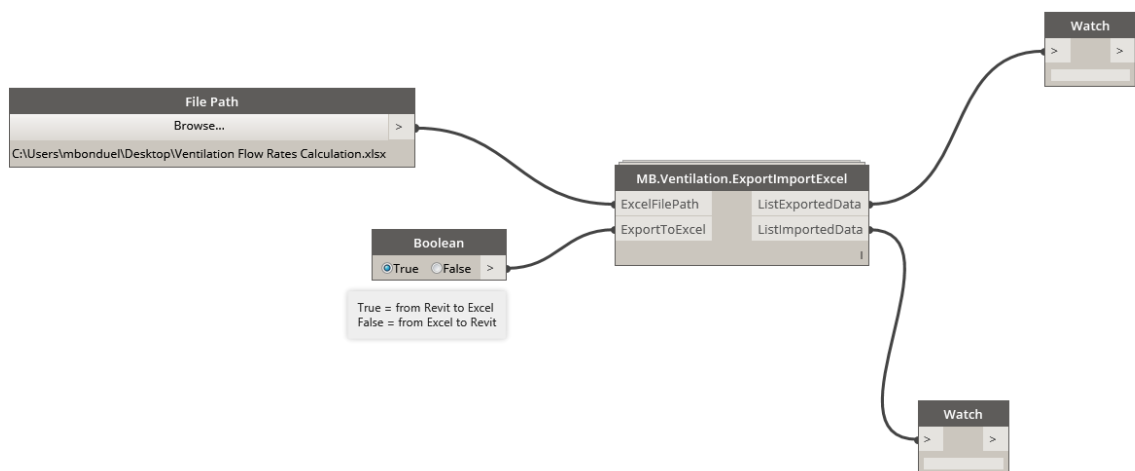 Watch
> >
File Path
Browse... >
C:\Users\mbonduel\Desktop\Ventilation Flow Rates Calculation.xlsx
MB.Ventilation.ExportImportExcel
ExcelFilePath ListExportedData
ExportToExcel ListImportedData
l
Boolean
True False >
True = from Revit to Excel
False = from Excel to Revit
Watch
> >